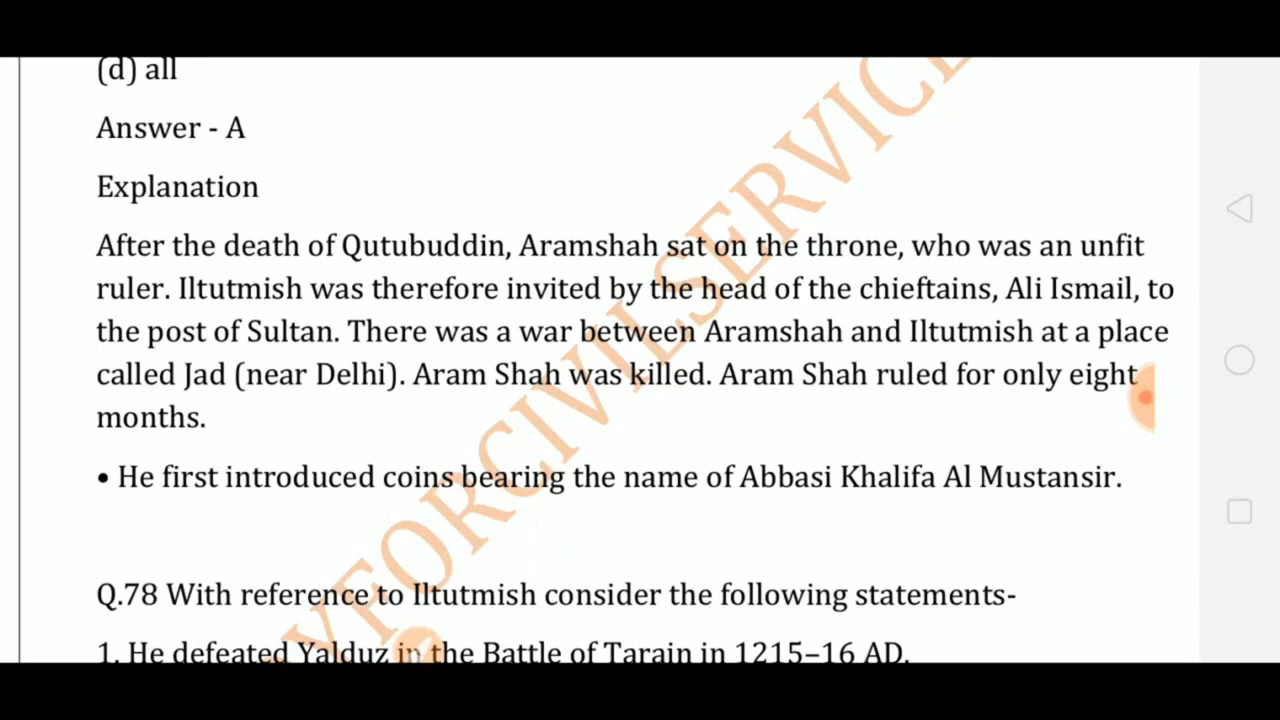 (d) all
Answer - A
Explanation
After the death of Qutubuddin, Aramshah sat on the throne, who was an unfit
ruler. Iltutmish was therefore invited by the head of the chieftains, Ali Ismail, to
the post of Sultan. There was a war between Aramshah and Iltutmish at a place
called Jad (near Delhi). Aram Shah was killed. Aram Shah ruled for only eight
months.
• He first introduced coins bearing the name of Abbasi Khalifa Al Mustansir.
Q.78 With reference to Iltutmish consider the following statements-
1. He defeated Yalduz in the Battle of Tarain in 1215–16 AD.
YFORCIVILSERVICE